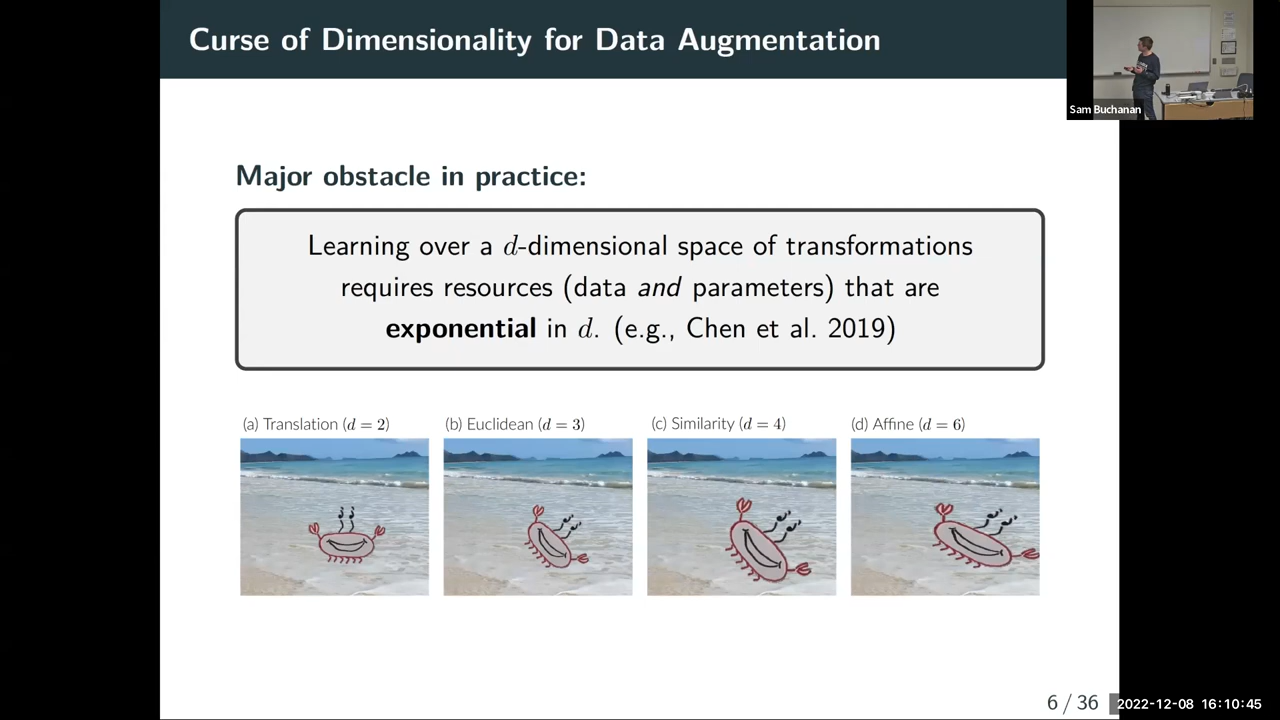 Curse of Dimensionality for Data Augmentation
Sam Buchanan
Major obstacle in practice:
Learning over a d-dimensional space of transformations
requires resources (data and parameters) that are
exponential in d. (e.g., Chen et al. 2019)
(a) Translation (d = 2)
(b) Euclidean (d = 3)
(c) Similarity (d = 4)
(d) Affine (d = 6)
6 / 36
2022-12-08 16:10:45